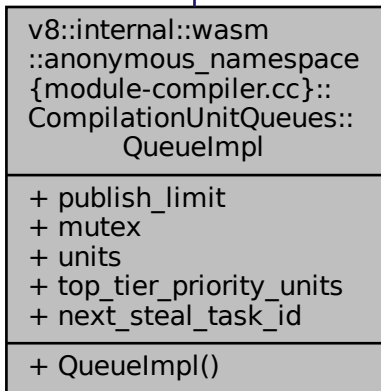 v8::internal::wasm
::anonymous_namespace
{module-compiler.cc}::
CompilationUnitQueues::
QueueImpl
+ publish_limit
+ mutex
+ units
+ top_tier_priority_units
+ next_steal_task_id
+ QueueImpl()